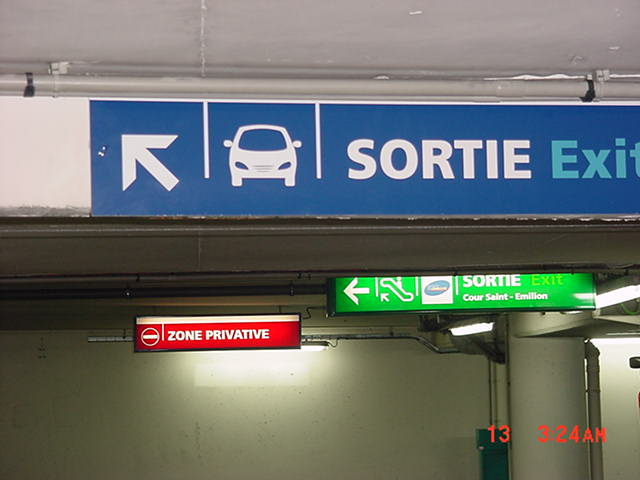 SORTIE Exit
SORTIE Exit
Cour Saint - Emilion
ZONE PRIVATIVE
13 3:24AM